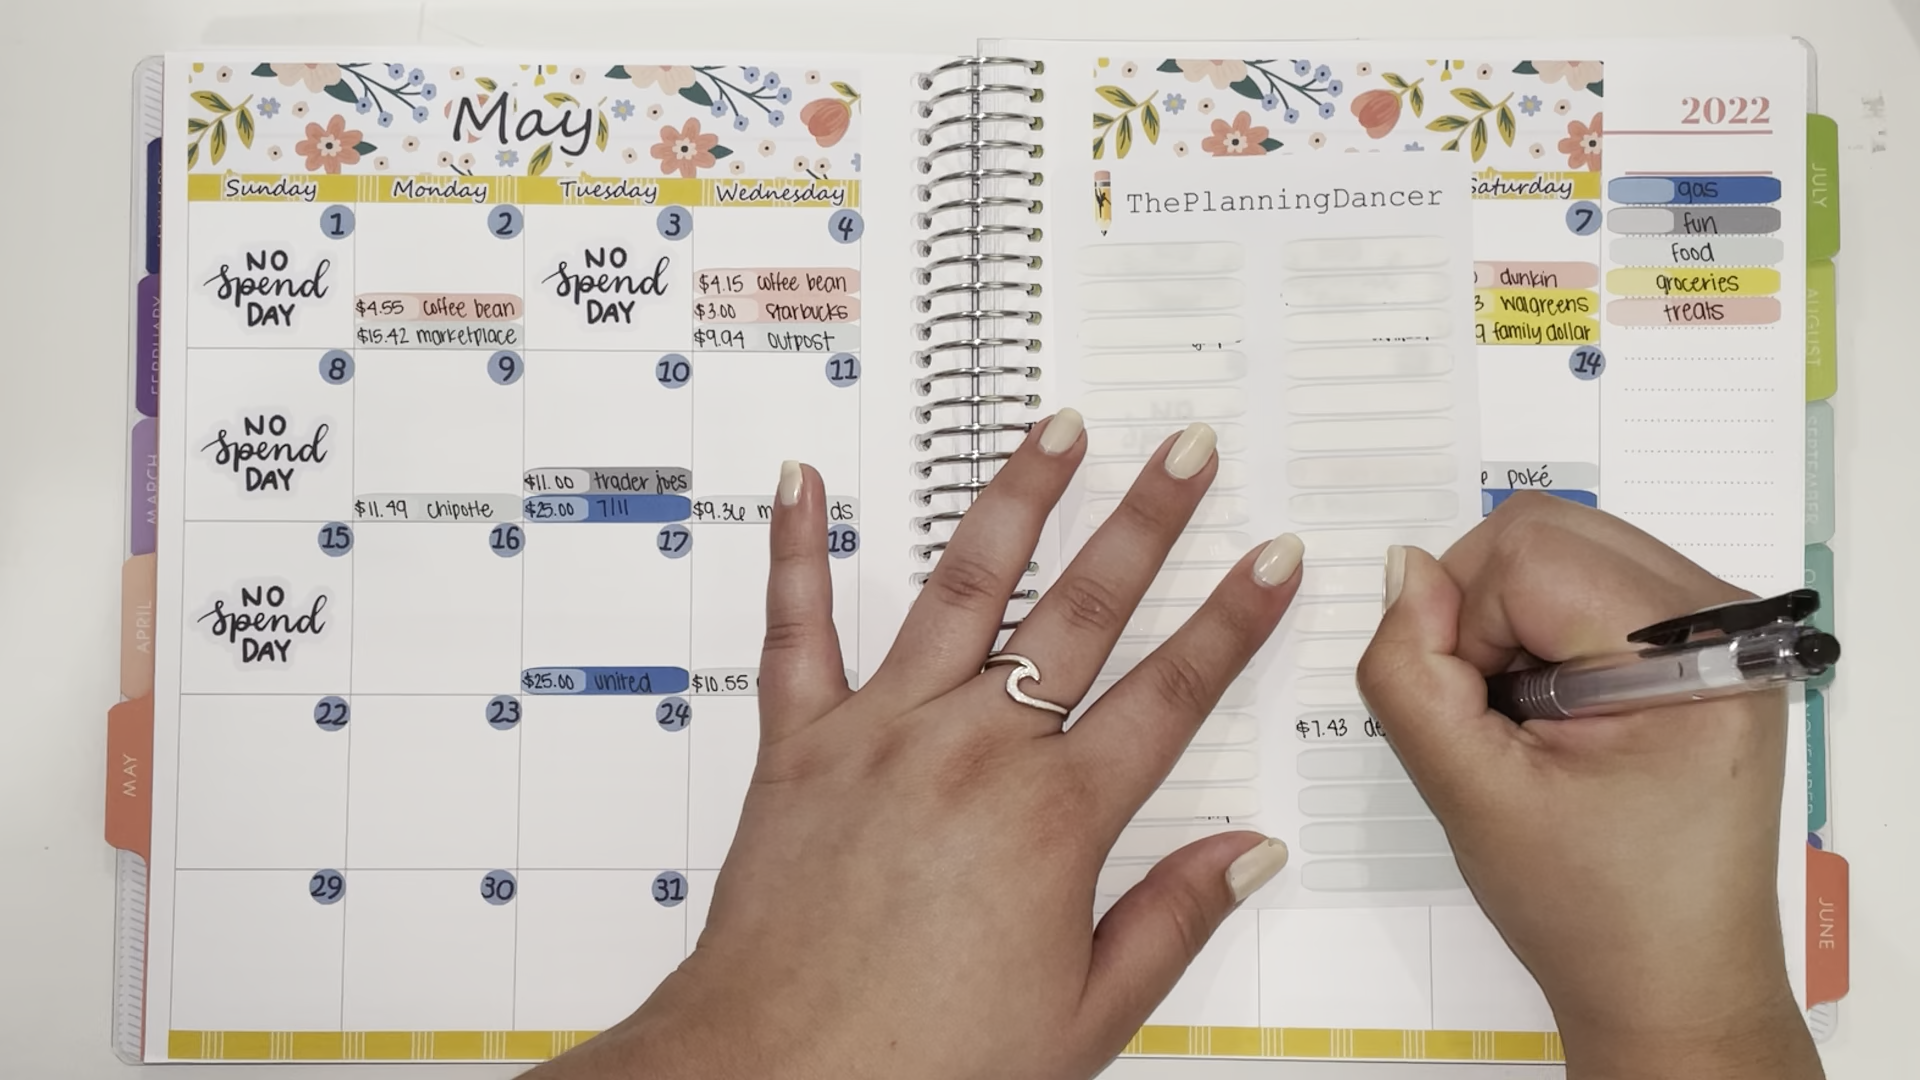 May
2022
Sunday Monday Tuesday Wednesday
Saturday
ThePlanningDancer
1 2 3 4
7
NO
spend
DAY
$4.55 coffee bean
$15.42 marketplace
NO
spend
DAY
$4.15 coffee bean
$3.00 starbucks
$9.94 outpost
dunkin
walgreens
family dollar
gas
fun
food
groceries
treats
8 9 10 11
14
NO
spend
DAY
$11.49 chipotle
$11.00 trader joes
$25.00 7/11
$9.36
poké
15 16 17 18
NO
spend
DAY
$25.00 united
$10.55
$7.43
22 23 24
29 30 31
MARCH
APRIL
MAY
FEBRUARY
JULY
AUGUST
SEPTEMBER
JUNE